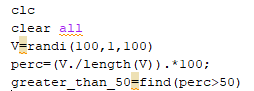 clc
clear all
V=randi(100,1,100)
perc=(V./length(V)).*100;
greater_than_50=find(perc>50)